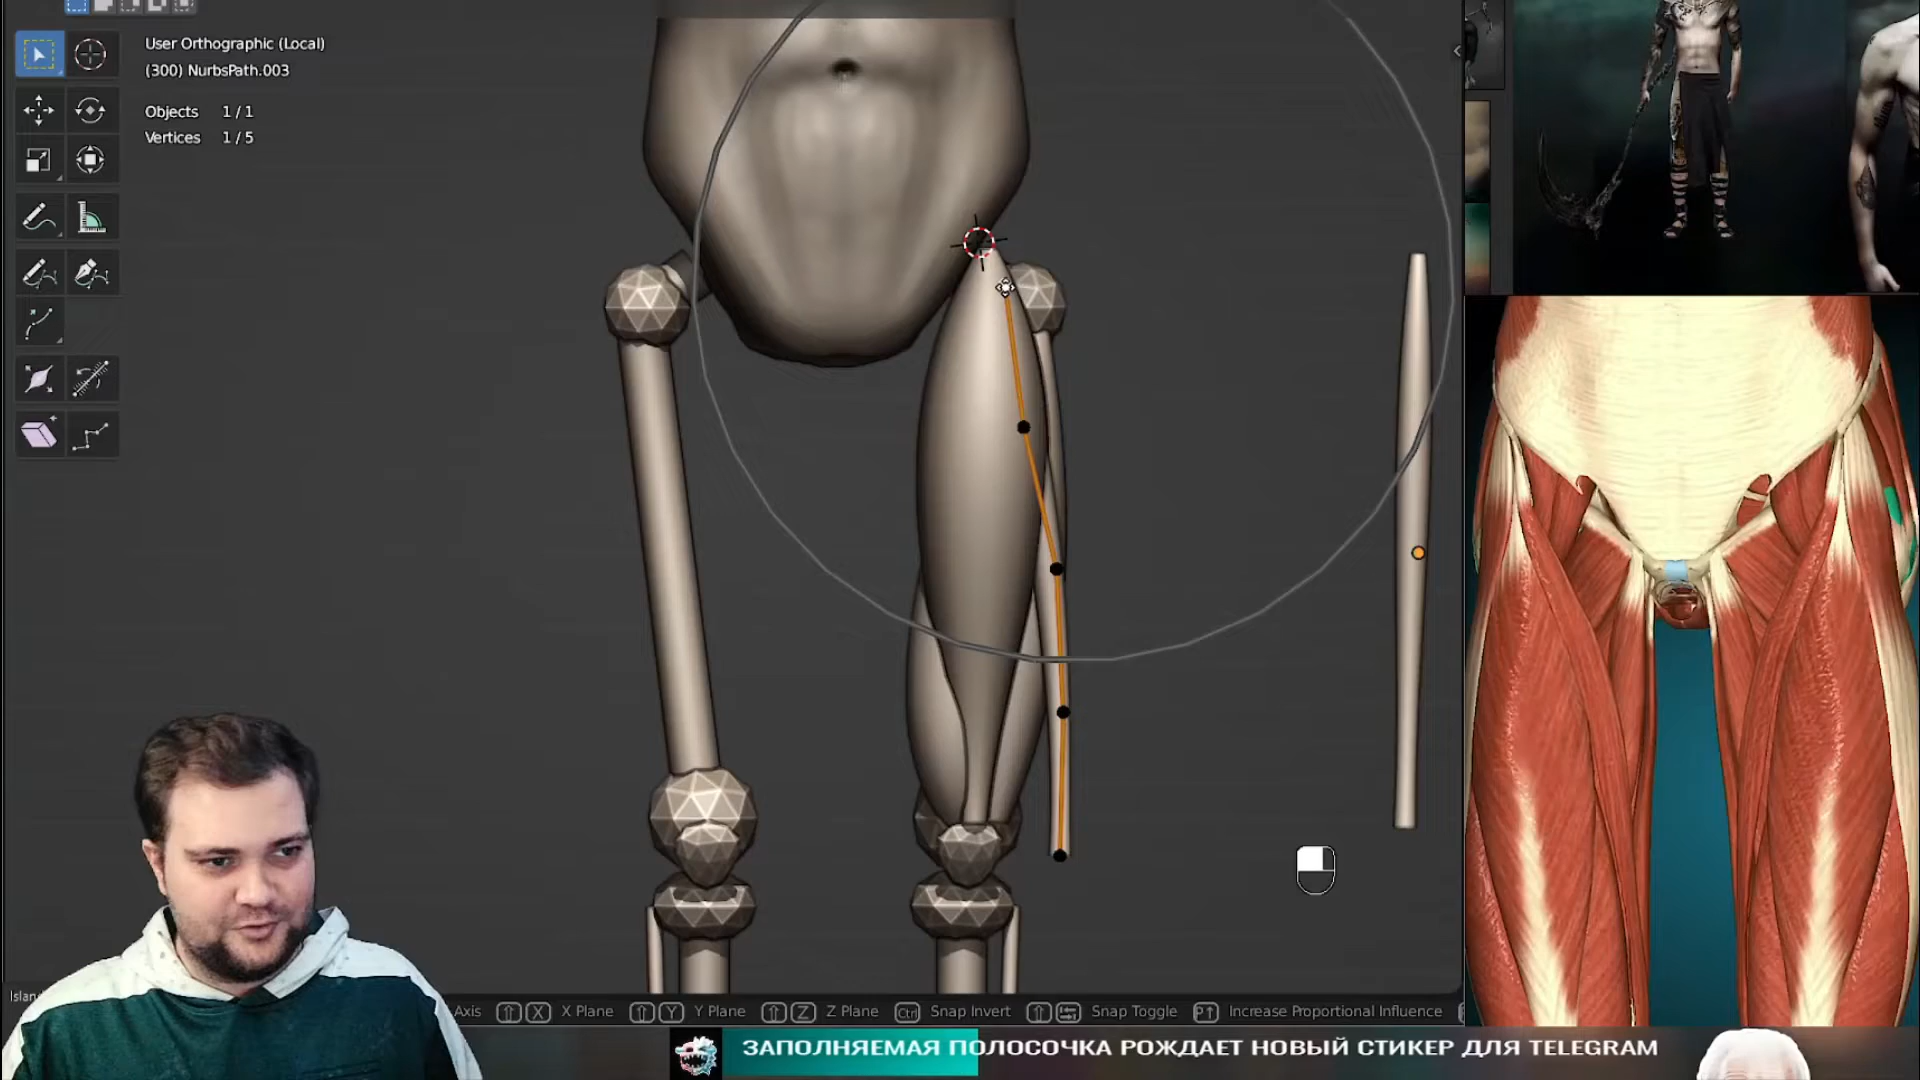 User Orthographic (Local)
(300) NurbsPath.003
Objects 1 / 1
Vertices 1 / 5
Axis X X Plane Y Y Plane Z Z Plane Ctrl Snap Invert Snap Toggle P↑ Increase Proportional Influence
ЗАПОЛНЯЕМАЯ ПОЛОСОЧКА РОЖДАЕТ НОВЫЙ СТИКЕР ДЛЯ TELEGRAM